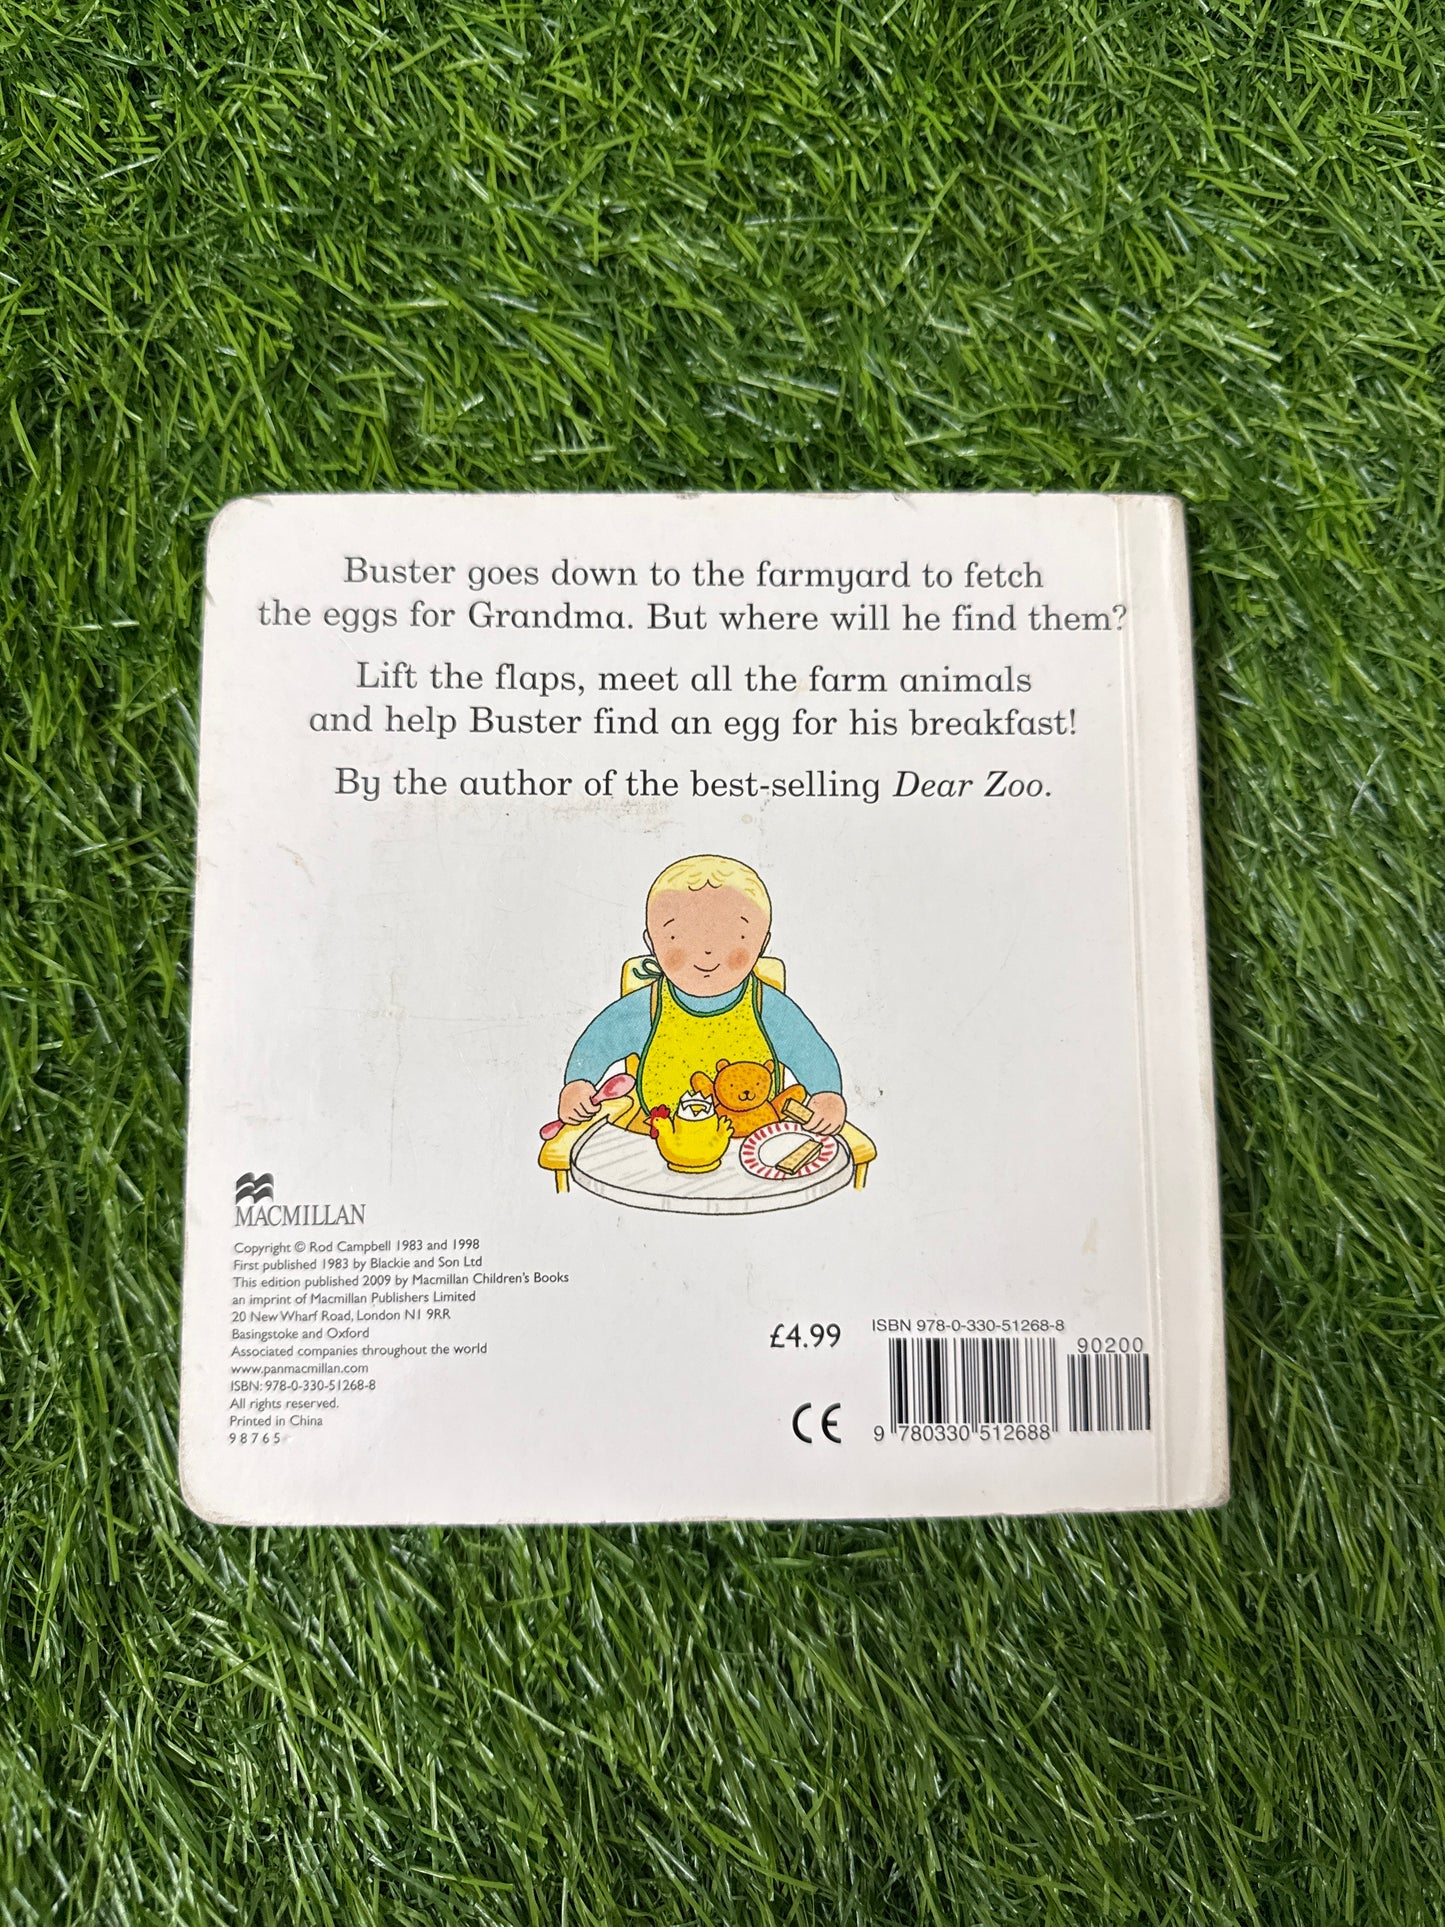 Buster goes down to the farmyard to fetch
the eggs for Grandma. But where will he find them?
Lift the flaps, meet all the farm animals
and help Buster find an egg for his breakfast!
By the author of the best-selling Dear Zoo.
MACMILLAN
Copyright © Rod Campbell 1983 and 1998
First published 1983 by Blackie and Son Ltd
This edition published 2009 by Macmillan Children's Books
an imprint of Macmillan Publishers Limited
20 New Wharf Road, London N1 9RR
Basingstoke and Oxford
Associated companies throughout the world
www.panmacmillan.com
ISBN: 978-0-330-51268-8
All rights reserved.
Printed in China
9 8 7 6 5
£4.99
CE
ISBN 978-0-330-51268-8
90200
9 780330 512688